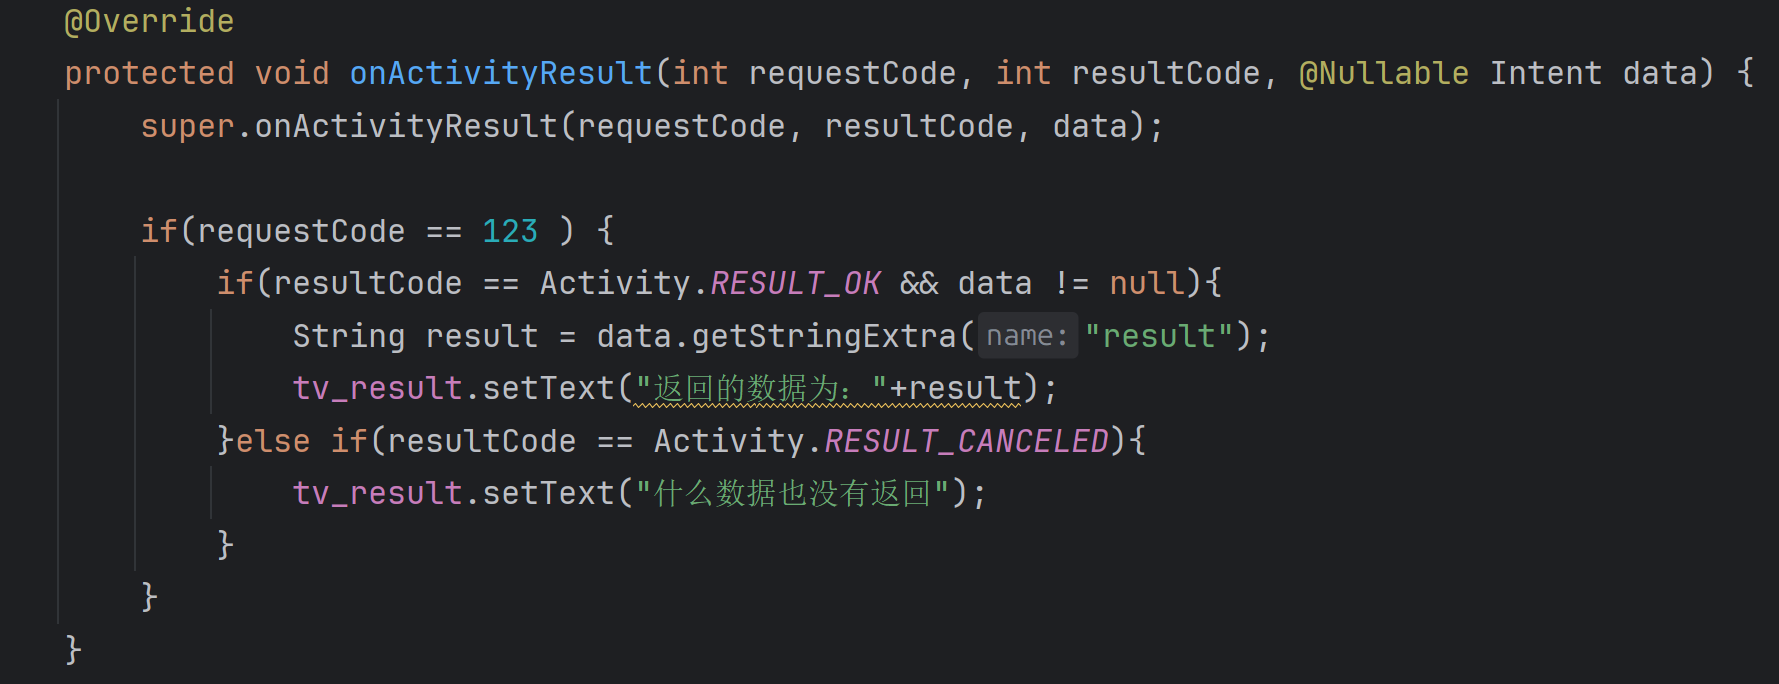 @Override
protected void onActivityResult(int requestCode, int resultCode, @Nullable Intent data) {
super.onActivityResult(requestCode, resultCode, data);
if(requestCode == 123 ) {
if(resultCode == Activity.RESULT_OK && data != null){
String result = data.getStringExtra( name: "result");
tv_result.setText("返回的数据为："+result);
}else if(resultCode == Activity.RESULT_CANCELED){
tv_result.setText("什么数据也没有返回");
}
}
}